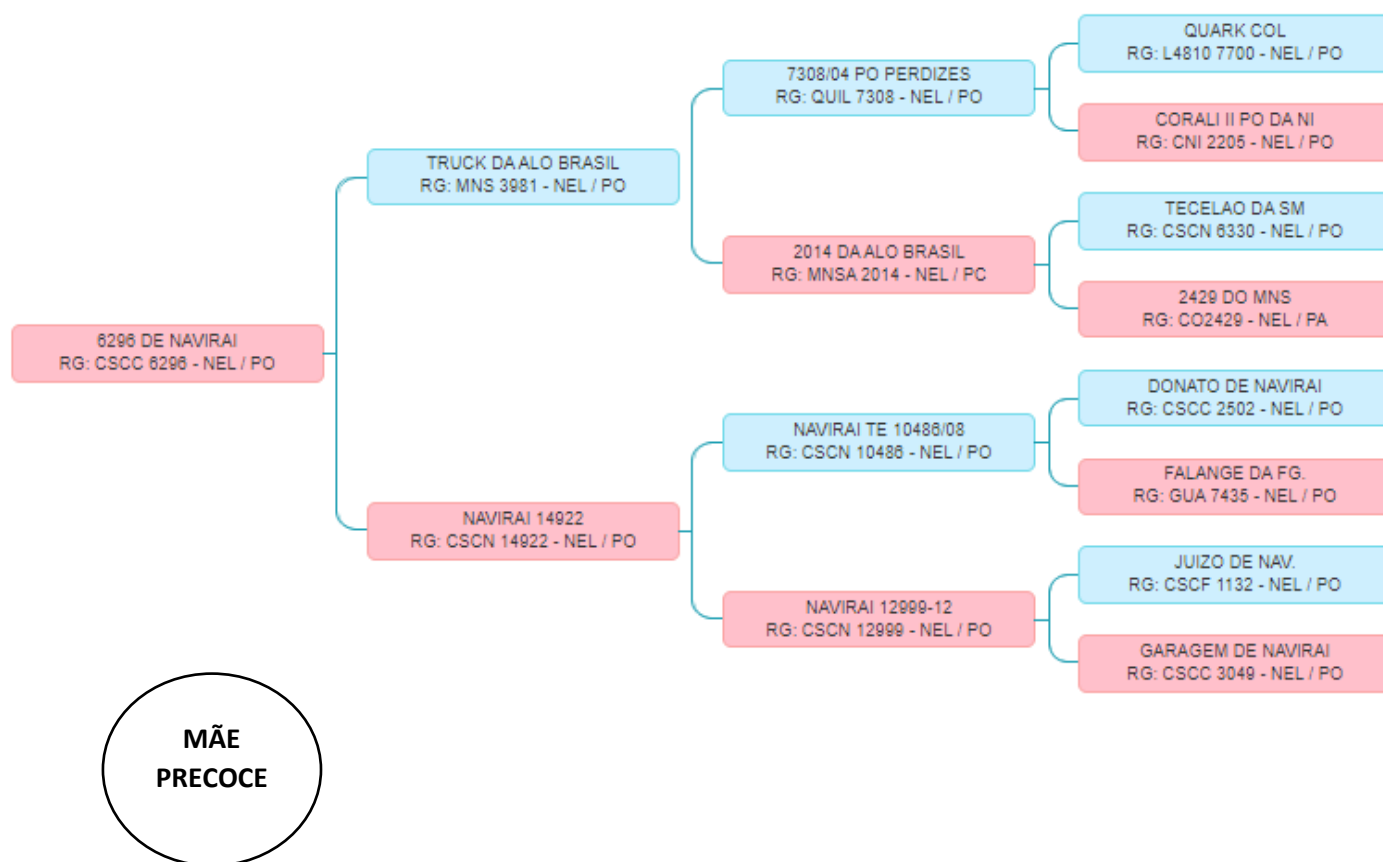 QUARK COL
RG: L4810 7700 - NEL / PO
7308/04 PO PERDIZES
RG: QUIL 7308 - NEL / PO
CORALI II PO DA NI
RG: CNI 2205 - NEL / PO
TRUCK DA ALO BRASIL
RG: MNS 3981 - NEL / PO
TECELAO DA SM
RG: CSCN 6330 - NEL / PO
2014 DA ALO BRASIL
RG: MNSA 2014 - NEL / PC
2429 DO MNS
RG: CO2429 - NEL / PA
6296 DE NAVIRAI
RG: CSCC 6296 - NEL / PO
DONATO DE NAVIRAI
RG: CSCC 2502 - NEL / PO
NAVIRAI TE 10486/08
RG: CSCN 10486 - NEL / PO
FALANGE DA FG.
RG: GUA 7435 - NEL / PO
NAVIRAI 14922
RG: CSCN 14922 - NEL / PO
JUIZO DE NAV.
RG: CSCF 1132 - NEL / PO
NAVIRAI 12999-12
RG: CSCN 12999 - NEL / PO
GARAGEM DE NAVIRAI
RG: CSCC 3049 - NEL / PO
MÃE
PRECOCE